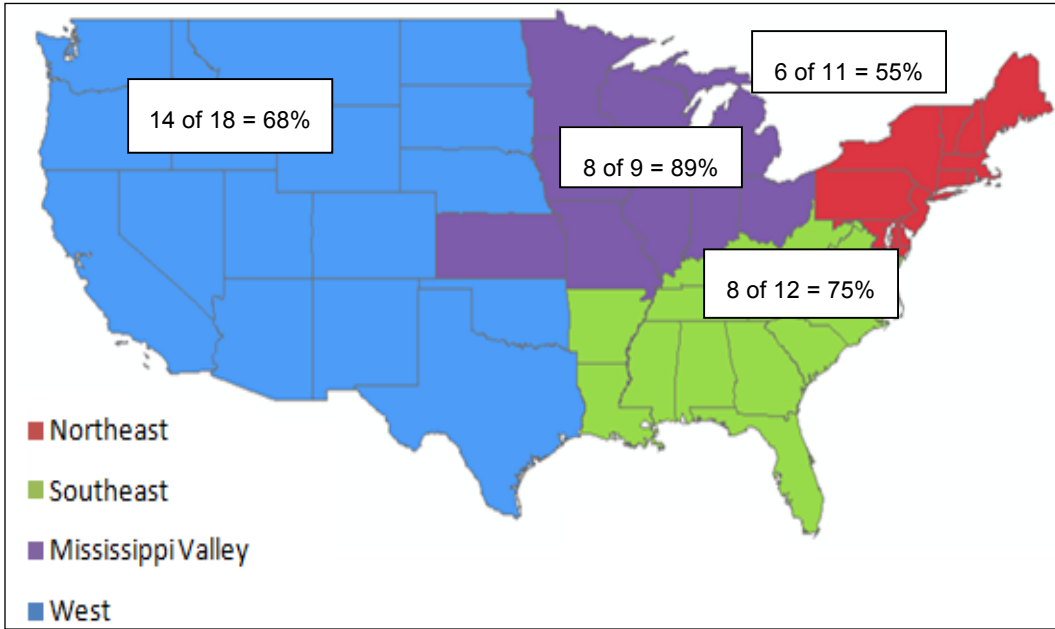 6 of 11 = 55%
14 of 18 = 68%
8 of 9 = 89%
8 of 12 = 75%
Northeast
Southeast
Mississippi Valley
West